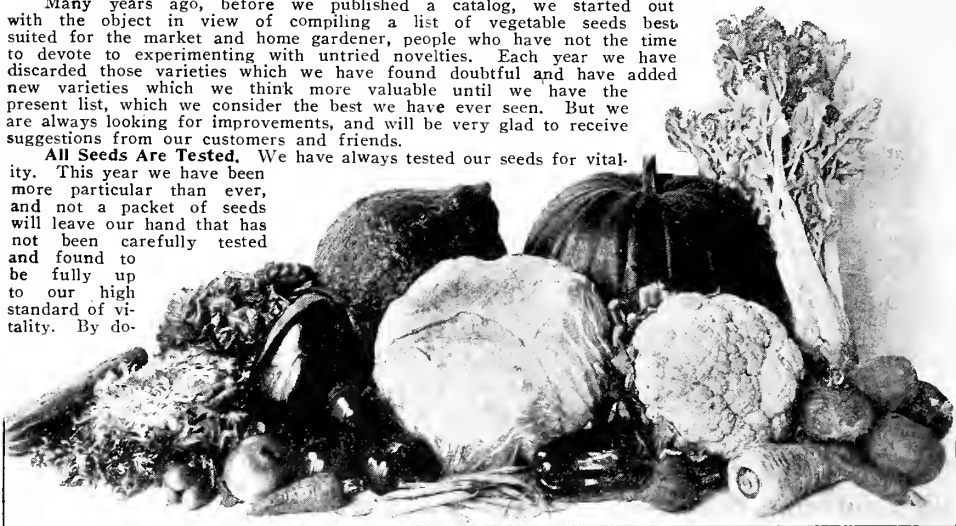 Many years ago, before we published a catalog, we started out
with the object in view of compiling a list of vegetable seeds best
suited for the market and home gardener, people who have not the time
to devote to experimenting with untried novelties. Each year we have
discarded those varieties which we have found doubtful and have added
new varieties which we think more valuable until we have the
present list, which we consider the best we have ever seen. But we
are always looking for improvements, and will be very glad to receive
suggestions from our customers and friends.
All Seeds Are Tested. We have always tested our seeds for vital-
ity. This year we have been
more particular than ever,
and not a packet of seeds
will leave our hand that has
not been carefully tested
and found to
be fully up
to our high
standard of vi-
tality. By do-